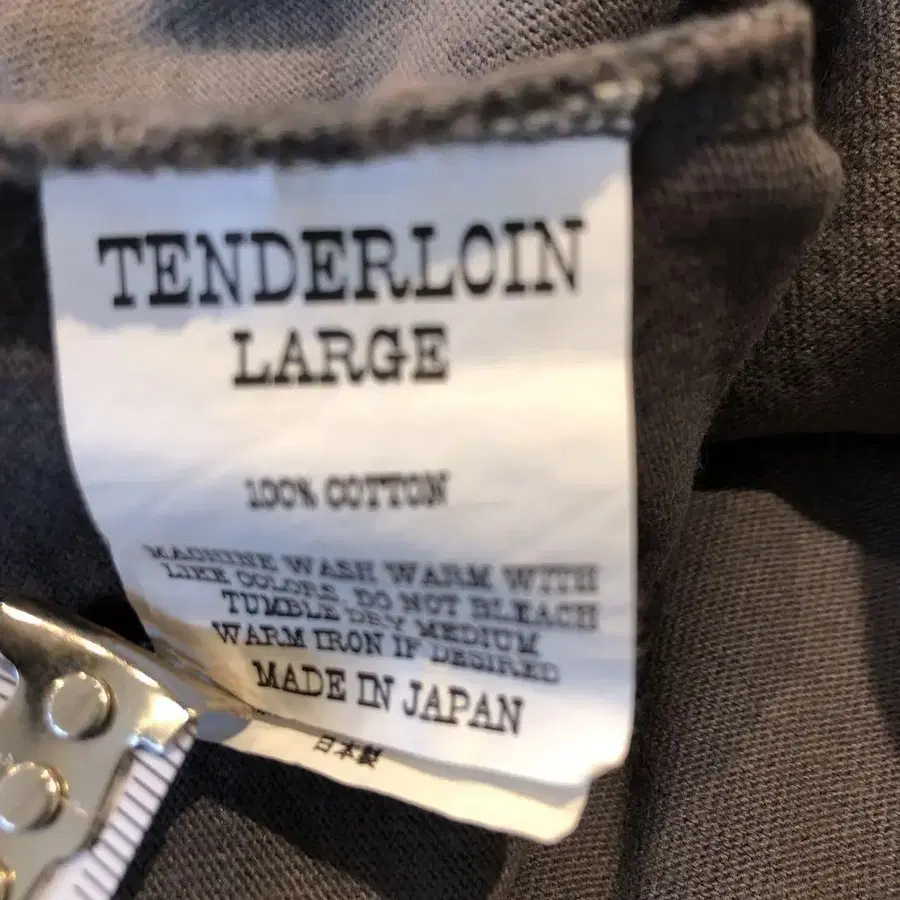 TENDERLOIN
LARGE
100% COTTON
MACHINE WASH WARM WITH
LIKE COLORS, DO NOT BLEACH
TUMBLE DRY MEDIUM
WARM IRON IF DESIRED
MADE IN JAPAN
日本製